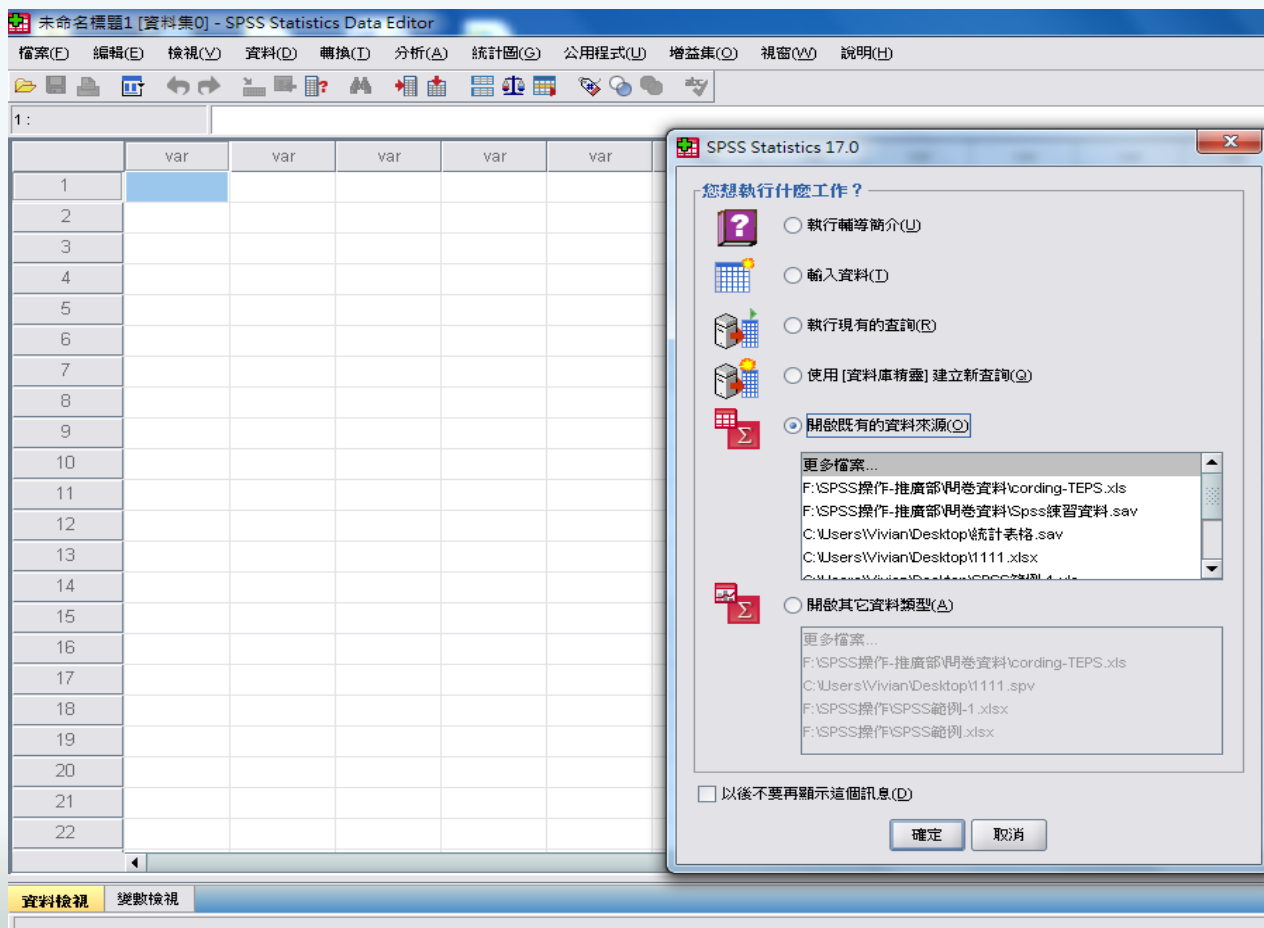 未命名標題1 [資料集0] - SPSS Statistics Data Editor
檔案(F) 編輯(E) 檢視(V) 資料(D) 轉換(T) 分析(A) 統計圖(G) 公用程式(U) 增益集(O) 視窗(W) 說明(H)
1 :
var var var var var
1
2
3
4
5
6
7
8
9
10
11
12
13
14
15
16
17
18
19
20
21
22
資料檢視 變數檢視
SPSS Statistics 17.0
您想執行什麼工作？
執行輔導簡介(U)
輸入資料(T)
執行現有的查詢(R)
使用 [資料庫精靈] 建立新查詢(Q)
開啟既有的資料來源(O)
更多檔案...
F:\SPSS操作-推廣部\問卷資料\cording-TEPS.xls
F:\SPSS操作-推廣部\問卷資料\Spss練習資料.sav
C:\Users\Vivian\Desktop\統計表格.sav
C:\Users\Vivian\Desktop\1111.xlsx
開啟其它資料類型(A)
更多檔案...
F:\SPSS操作-推廣部\問卷資料\cording-TEPS.xls
C:\Users\Vivian\Desktop\1111.spv
F:\SPSS操作\SPSS範例-1.xlsx
F:\SPSS操作\SPSS範例.xlsx
以後不要再顯示這個訊息(D)
確定 取消